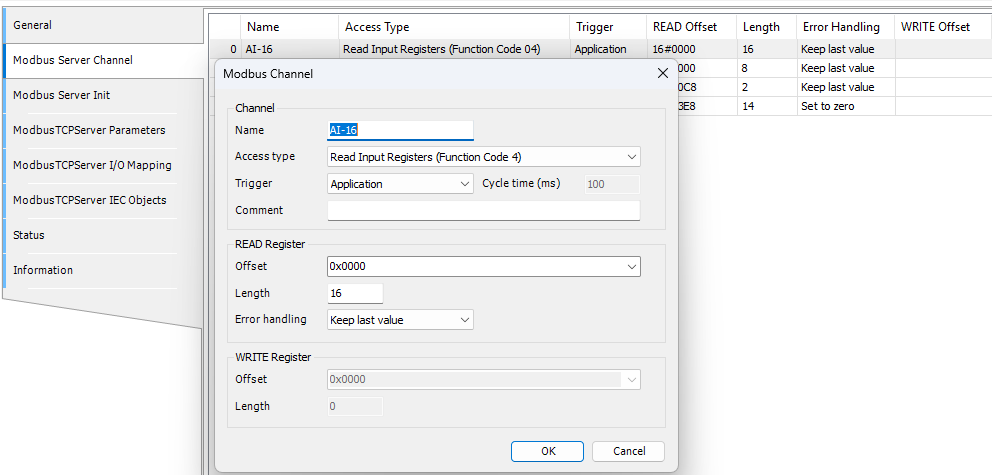 General
Modbus Server Channel
Modbus Server Init
ModbusTCPServer Parameters
ModbusTCPServer I/O Mapping
ModbusTCPServer IEC Objects
Status
Information
Name Access Type Trigger READ Offset Length Error Handling WRITE Offset
0 AI-16 Read Input Registers (Function Code 04) Application 16#0000 16 Keep last value
000 8 Keep last value
0C8 2 Keep last value
3E8 14 Set to zero
Modbus Channel
Channel
Name AI-16
Access type Read Input Registers (Function Code 4)
Trigger Application Cycle time (ms) 100
Comment
READ Register
Offset 0x0000
Length 16
Error handling Keep last value
WRITE Register
Offset 0x0000
Length 0
OK Cancel